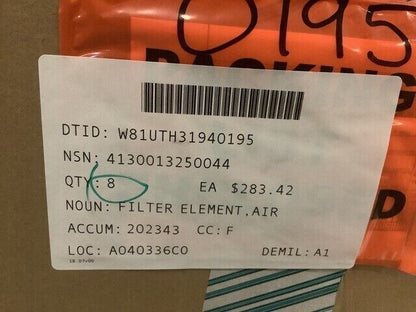 0195
PACKING
DTID: W81UTH31940195
NSN: 4130013250044
QTY: 8 EA $283.42
NOUN: FILTER ELEMENT,AIR
ACCUM: 202343 CC: F
LOC: A040336C0 DEMIL: A1